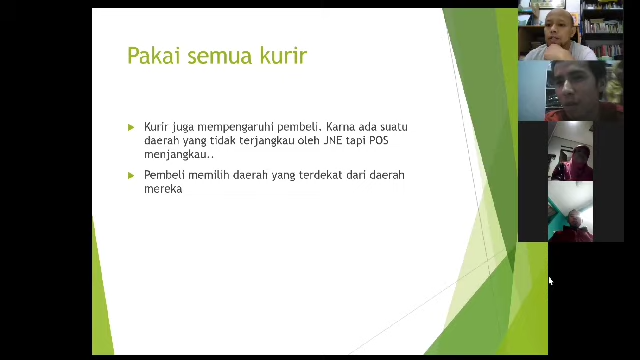 Pakai semua kurir
Kurir juga mempengaruhi pembeli. Karna ada suatu
daerah yang tidak terjangkau oleh JNE tapi POS
menjangkau..
Pembeli memilih daerah yang terdekat dari daerah
mereka